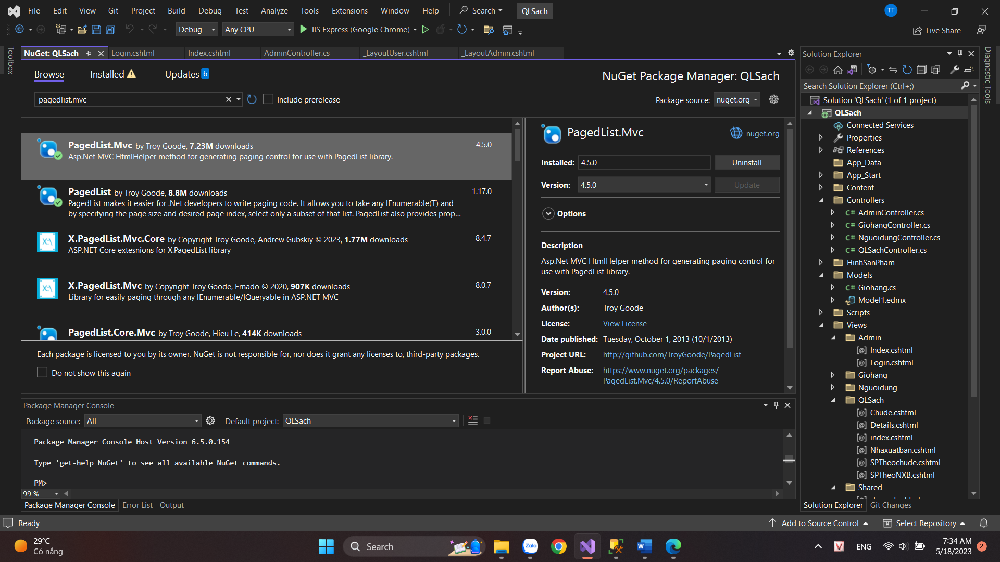 File Edit View Git Project Build Debug Test Analyze Tools Extensions Window Help Search QLSach TT
Debug Any CPU IIS Express (Google Chrome) Live Share
Toolbox
NuGet: QLSach Login.cshtml Index.cshtml AdminController.cs _LayoutUser.cshtml _LayoutAdmin.cshtml
Browse Installed Updates 6
NuGet Package Manager: QLSach
pagedlist.mvc Include prerelease
Package source: nuget.org
PagedList.Mvc by Troy Goode, 7.23M downloads 4.5.0
Asp.Net MVC HtmlHelper method for generating paging control for use with PagedList library.
PagedList by Troy Goode, 8.8M downloads 1.17.0
PagedList makes it easier for .Net developers to write paging code. It allows you to take any IEnumerable(T) and
by specifying the page size and desired page index, select only a subset of that list. PagedList also provides prop...
X.PagedList.Mvc.Core by Copyright Troy Goode, Andrew Gubskiy © 2023, 1.77M downloads 8.4.7
ASP.NET Core extesnions for X.PagedList library
X.PagedList.Mvc by Copyright Troy Goode, Ernado © 2020, 907K downloads 8.0.7
Library for easily paging through any IEnumerable/IQueryable in ASP.NET MVC
PagedList.Core.Mvc by Troy Goode, Hieu Le, 414K downloads 3.0.0
X:\
X:\
Each package is licensed to you by its owner. NuGet is not responsible for, nor does it grant any licenses to, third-party packages.
Do not show this again
PagedList.Mvc nuget.org
Installed: 4.5.0 Uninstall
Version: 4.5.0 Update
Options
Description
Asp.Net MVC HtmlHelper method for generating paging control for
use with PagedList library.
Version: 4.5.0
Author(s): Troy Goode
License: View License
Date published: Tuesday, October 1, 2013 (10/1/2013)
Project URL: http://github.com/TroyGoode/PagedList
Report Abuse: https://www.nuget.org/packages/
PagedList.Mvc/4.5.0/ReportAbuse
Package Manager Console
Package source: All Default project: QLSach
Package Manager Console Host Version 6.5.0.154
Type 'get-help NuGet' to see all available NuGet commands.
PM>
99 %
Package Manager Console Error List Output
Solution Explorer
Search Solution Explorer (Ctrl+;)
Solution 'QLSach' (1 of 1 project)
QLSach
Connected Services
Properties
References
App_Data
App_Start
Content
Controllers
C# AdminController.cs
C# GiohangController.cs
C# NguoidungController.cs
C# QLSachController.cs
HinhSanPham
Models
C# Giohang.cs
Model1.edmx
Scripts
Views
Admin
[@] Index.cshtml
[@] Login.cshtml
Giohang
Nguoidung
QLSach
[@] Chude.cshtml
[@] Details.cshtml
[@] index.cshtml
[@] Nhaxuatban.cshtml
[@] SPTheochude.cshtml
[@] SPTheoNXB.cshtml
Shared
Solution Explorer Git Changes
Diagnostic Tools
Ready Add to Source Control Select Repository
29°C
Có nắng
Search
Zalo
W
V
ENG
7:34 AM
5/18/2023
2